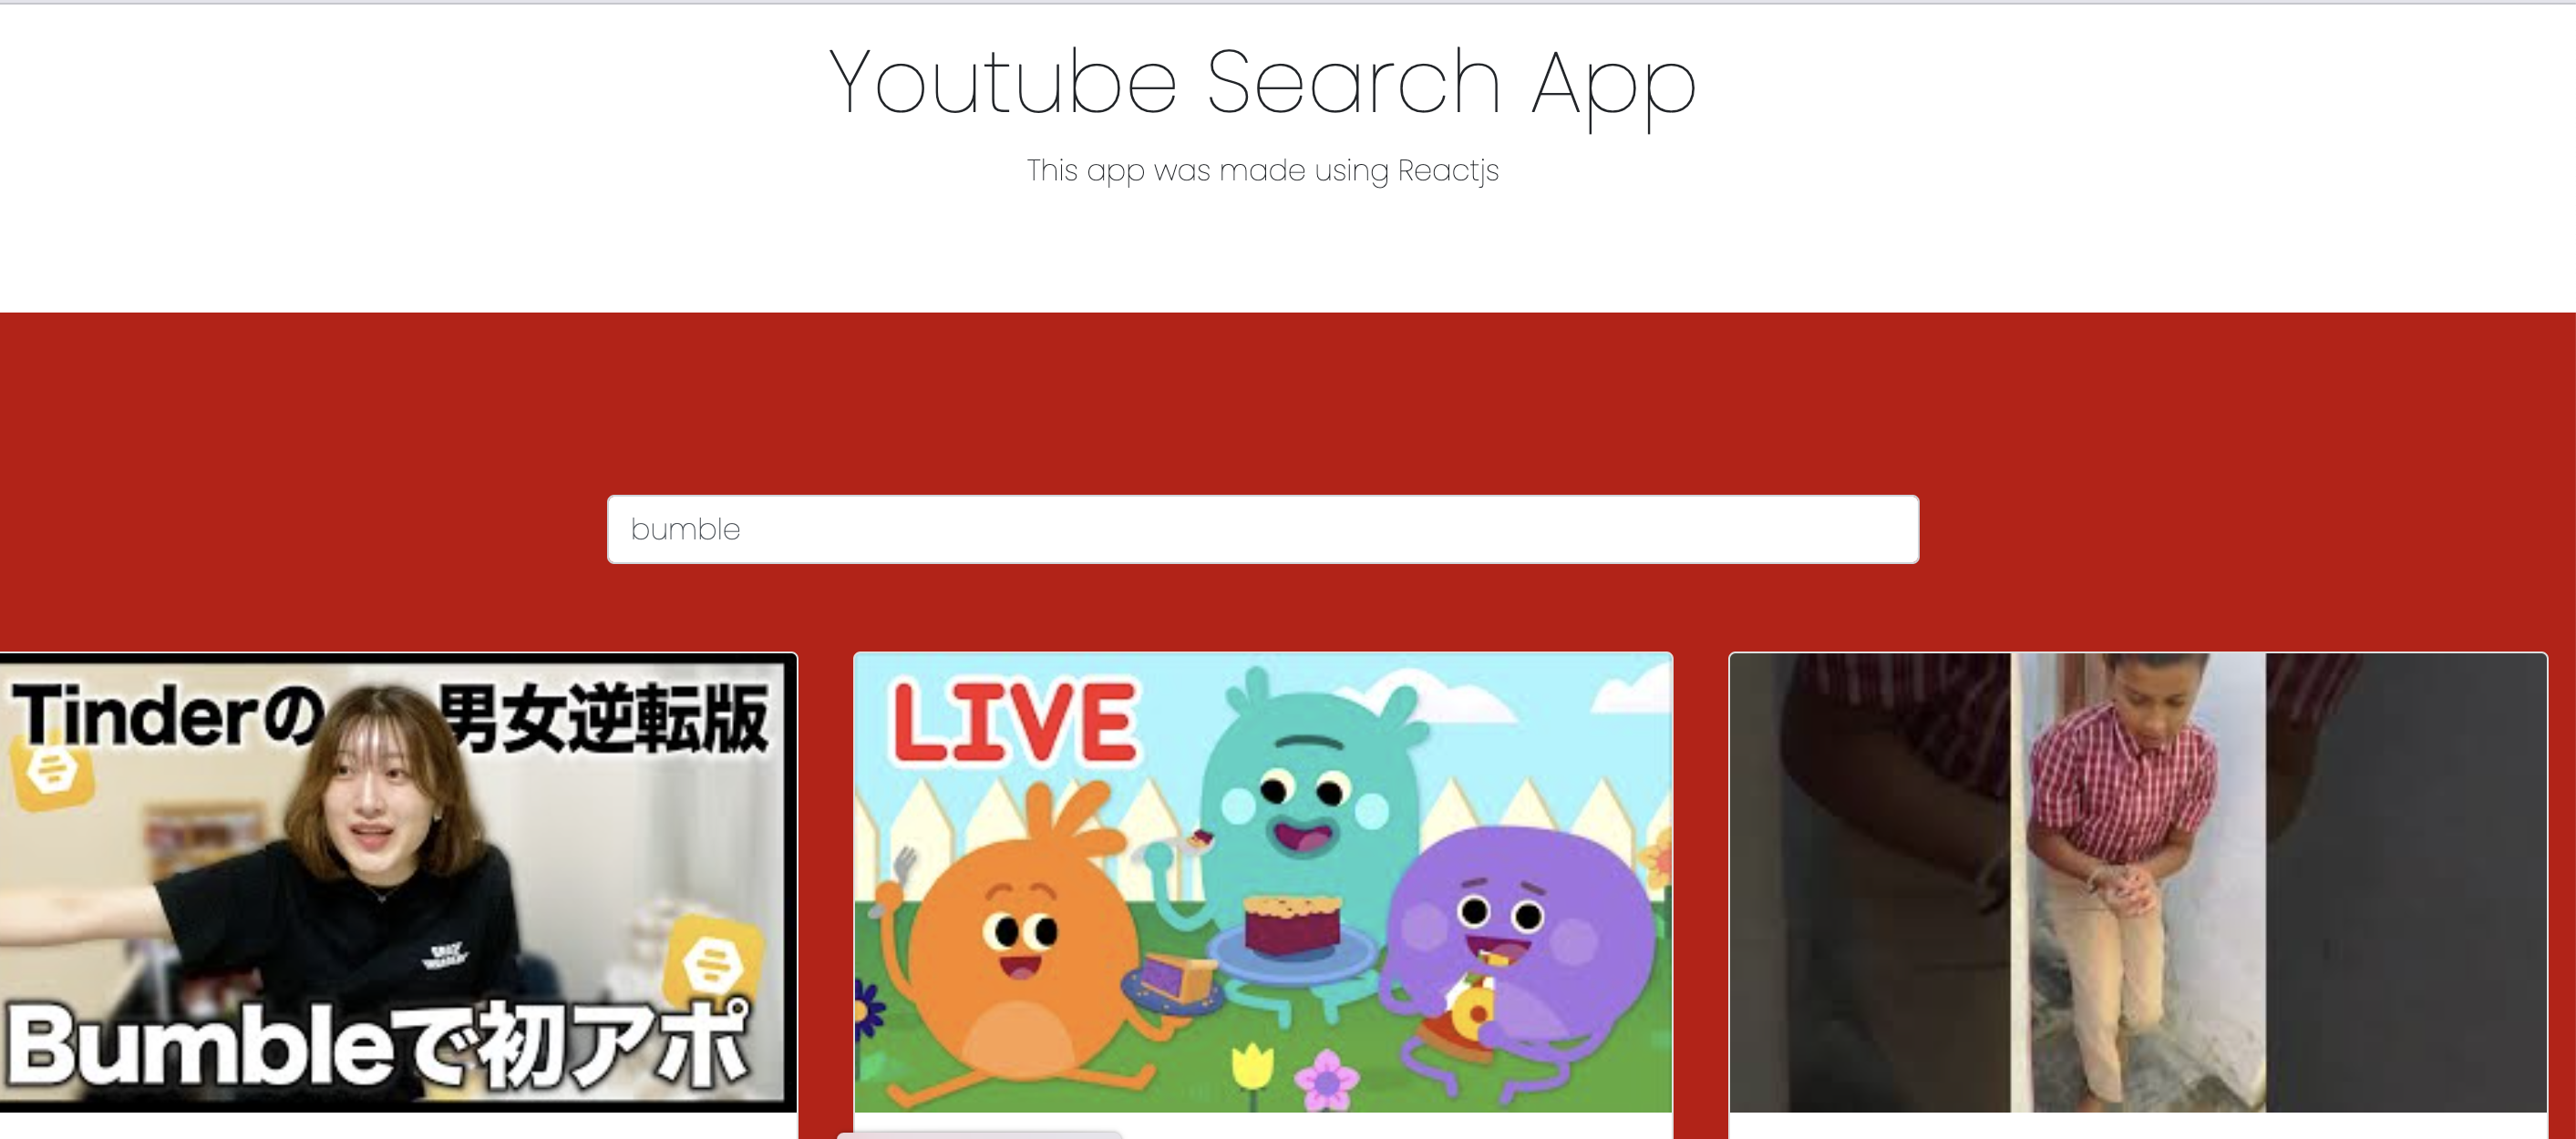 Youtube Search App
This app was made using Reactjs
bumble
Tinderの 男女逆転版
Bumbleで初アポ
LIVE